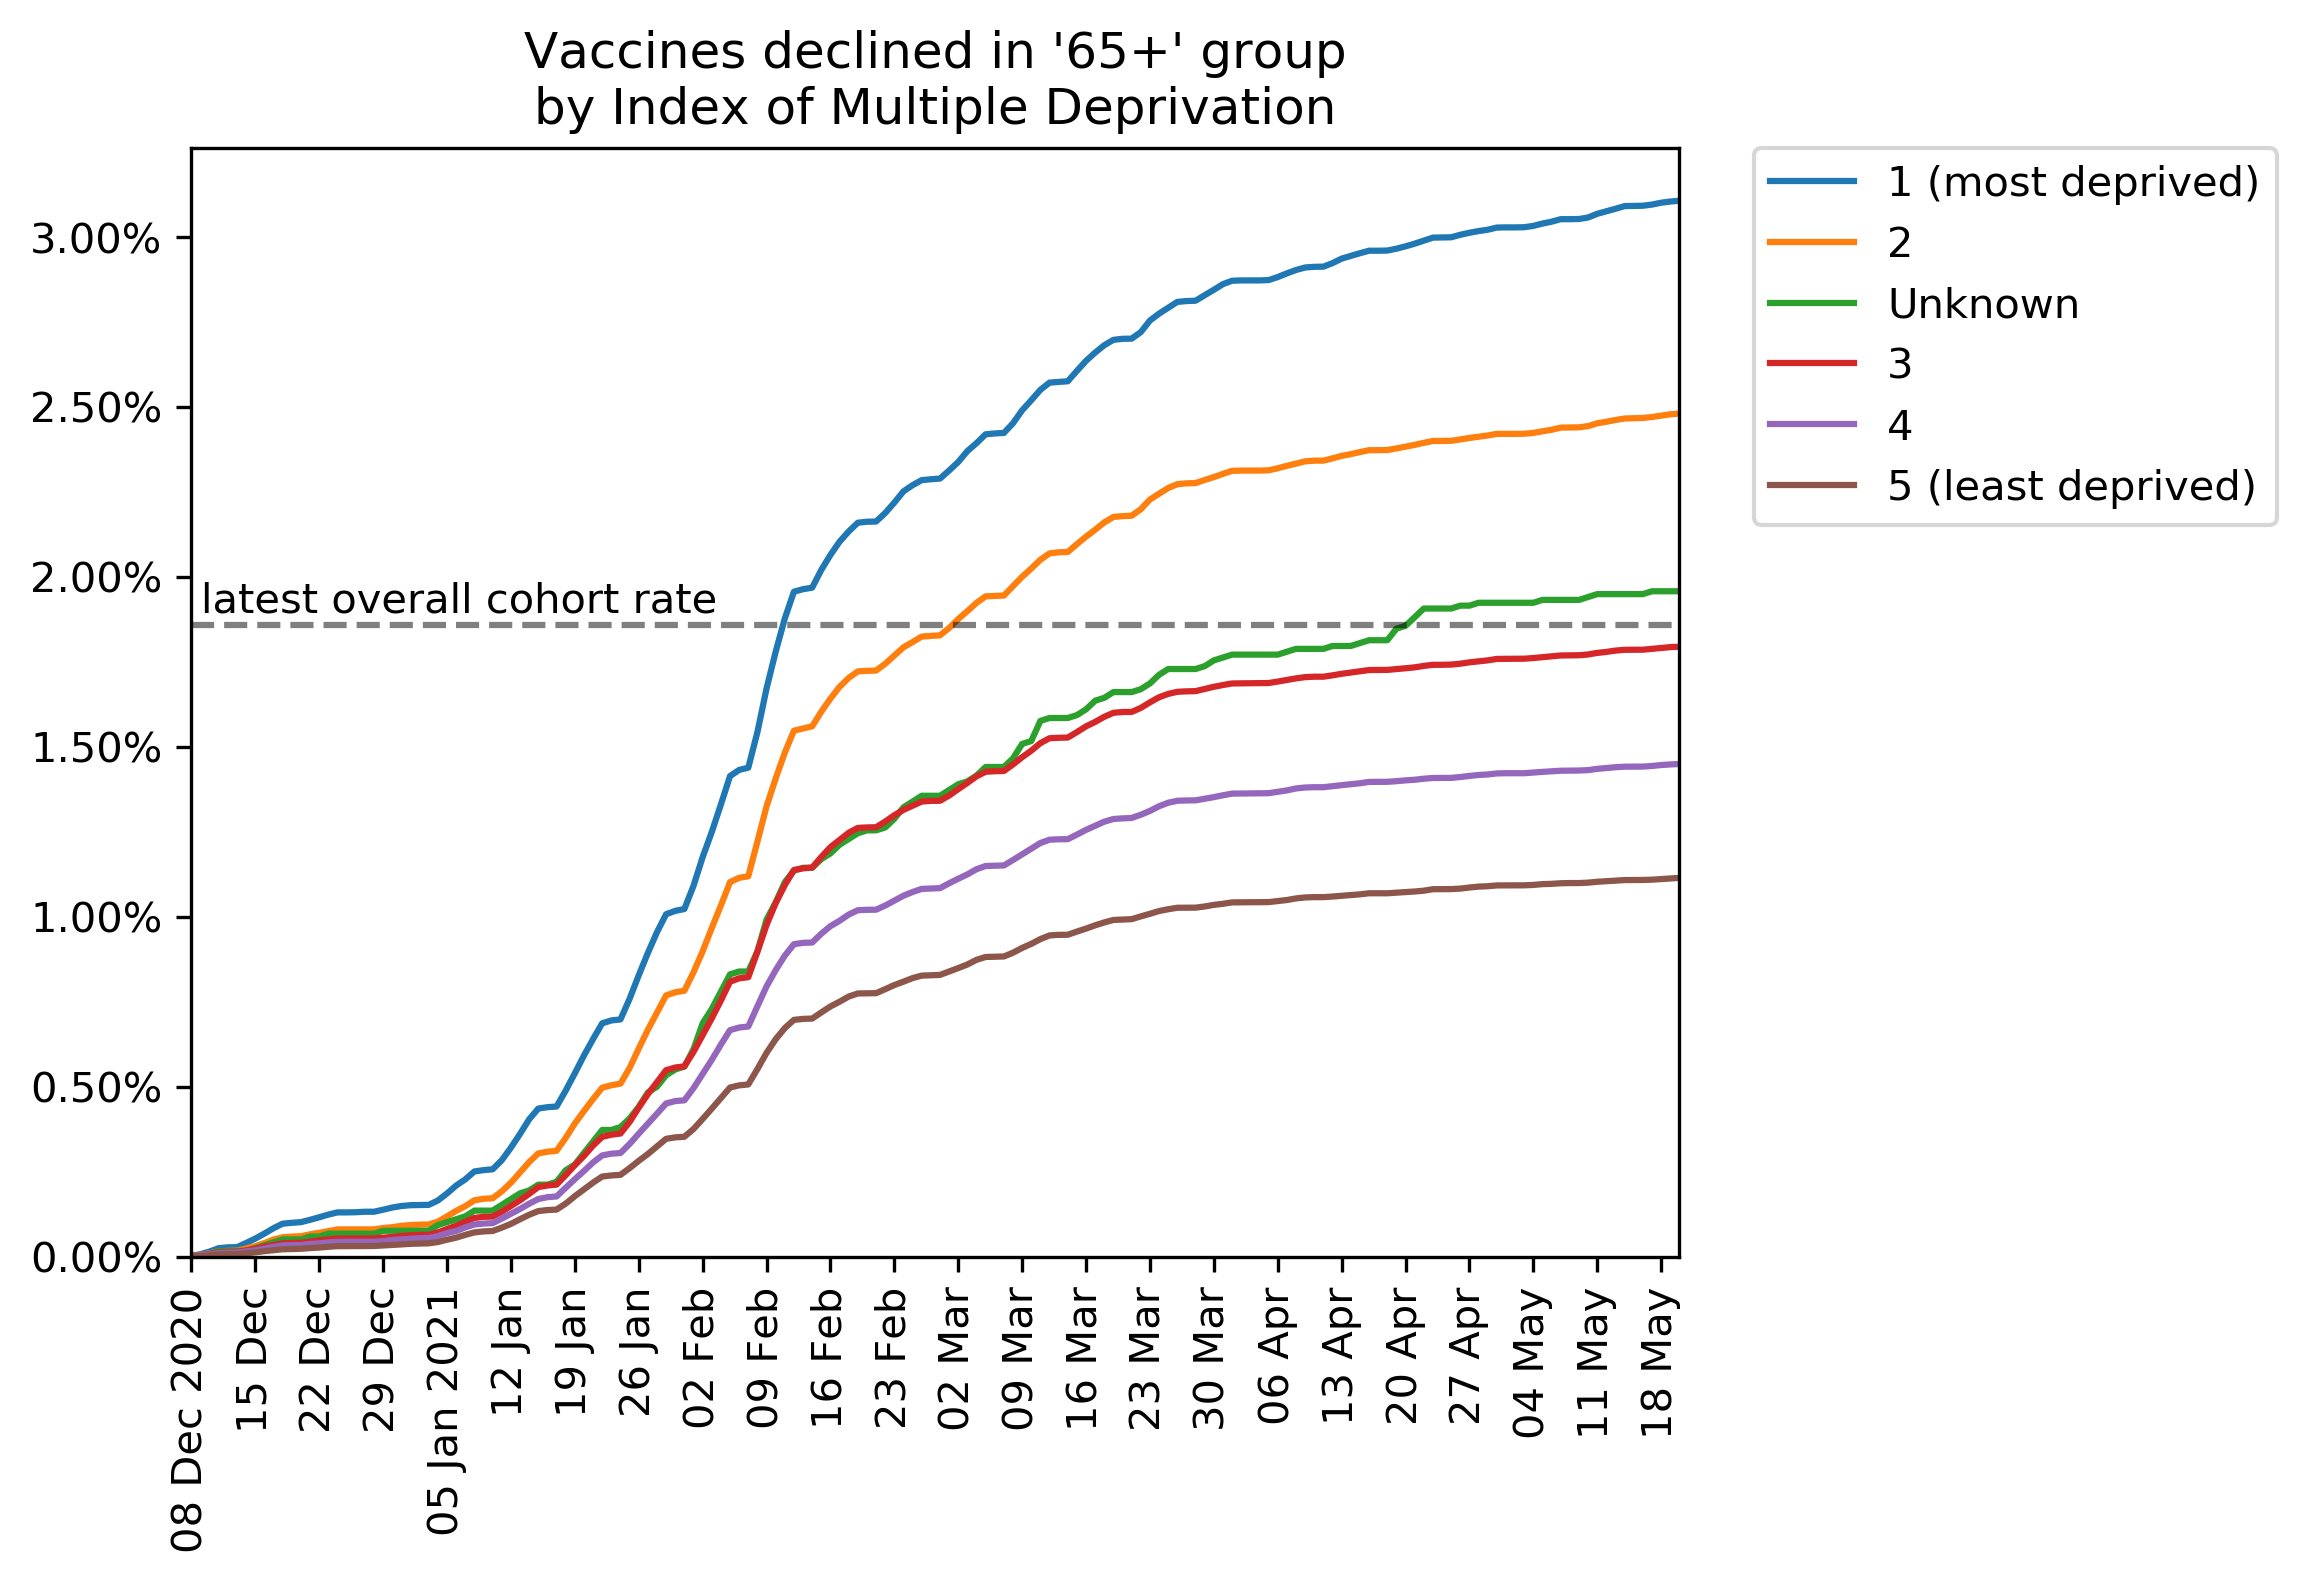 Vaccines declined in '65+' group
by Index of Multiple Deprivation
3.00%
2.50%
2.00%
1.50%
1.00%
0.50%
0.00%
latest overall cohort rate
08 Dec 2020
15 Dec
22 Dec
29 Dec
05 Jan 2021
12 Jan
19 Jan
26 Jan
02 Feb
09 Feb
16 Feb
23 Feb
02 Mar
09 Mar
16 Mar
23 Mar
30 Mar
06 Apr
13 Apr
20 Apr
27 Apr
04 May
11 May
18 May
1 (most deprived)
2
Unknown
3
4
5 (least deprived)